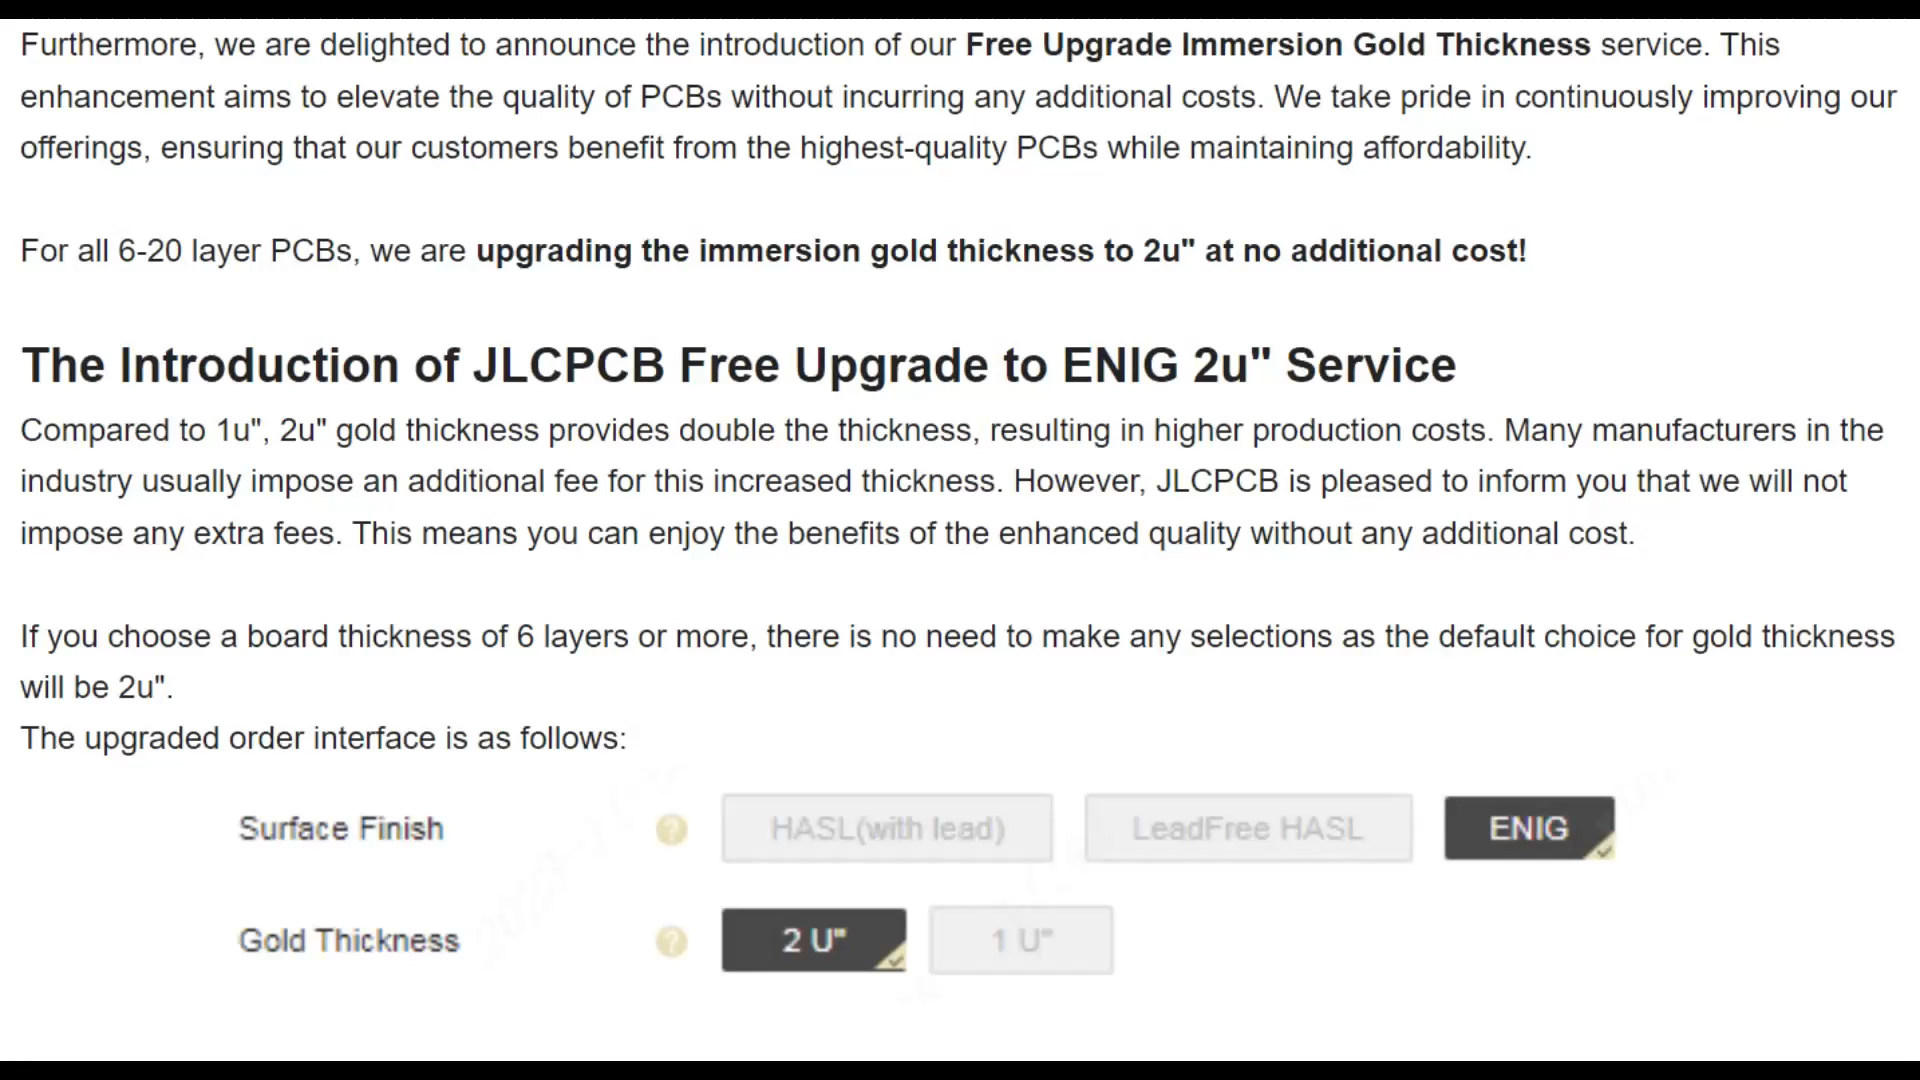 Furthermore, we are delighted to announce the introduction of our Free Upgrade Immersion Gold Thickness service. This
enhancement aims to elevate the quality of PCBs without incurring any additional costs. We take pride in continuously improving our
offerings, ensuring that our customers benefit from the highest-quality PCBs while maintaining affordability.
For all 6-20 layer PCBs, we are upgrading the immersion gold thickness to 2u" at no additional cost!
The Introduction of JLCPCB Free Upgrade to ENIG 2u" Service
Compared to 1u", 2u" gold thickness provides double the thickness, resulting in higher production costs. Many manufacturers in the
industry usually impose an additional fee for this increased thickness. However, JLCPCB is pleased to inform you that we will not
impose any extra fees. This means you can enjoy the benefits of the enhanced quality without any additional cost.
If you choose a board thickness of 6 layers or more, there is no need to make any selections as the default choice for gold thickness
will be 2u".
The upgraded order interface is as follows:
Surface Finish ? HASL(with lead) LeadFree HASL ENIG
Gold Thickness ? 2 U" 1 U"